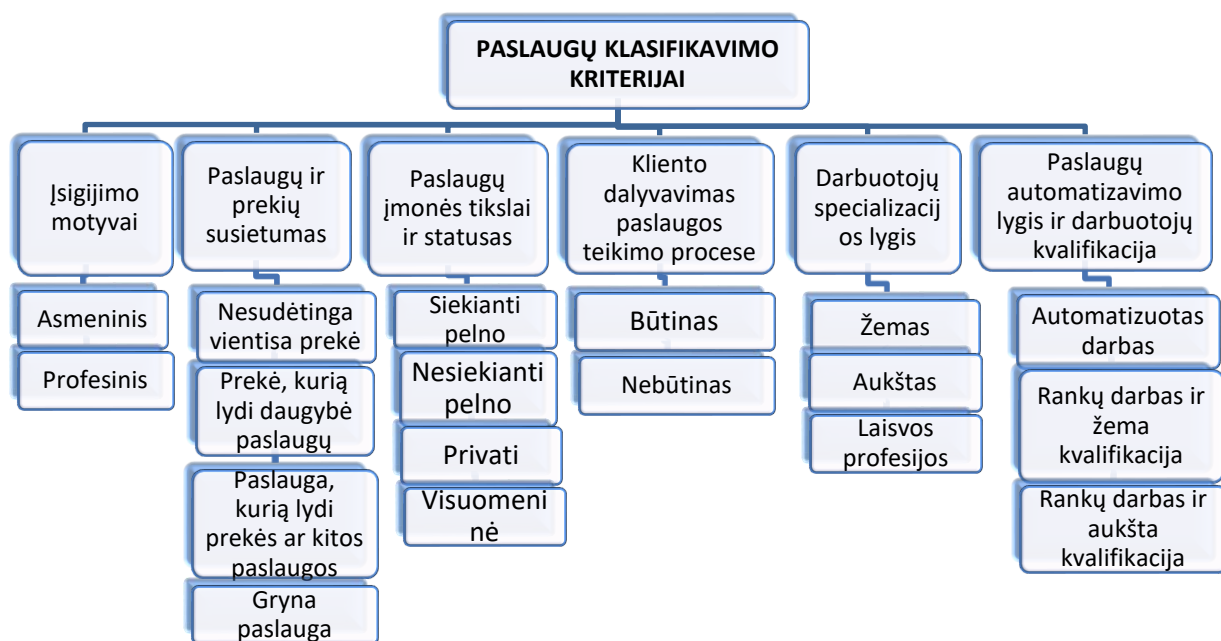 PASLAUGŲ KLASIFIKAVIMO
KRITERIJAI
Įsigijimo
motyvai
Asmeninis
Profesinis
Paslaugų ir
prekių
susietumas
Nesudėtinga
vientisa prekė
Prekė, kurią
lydi daugybė
paslaugų
Paslauga,
kurią lydi
prekės ar kitos
paslaugos
Gryna
paslauga
Paslaugų
įmonės tikslai
ir statusas
Siekianti
pelno
Nesiekianti
pelno
Privati
Visuomeni
nė
Kliento
dalyvavimas
paslaugos
teikimo procese
Būtinas
Nebūtinas
Darbuotojų
specializacij
os lygis
Žemas
Aukštas
Laisvos
profesijos
Paslaugų
automatizavimo
lygis ir darbuotojų
kvalifikacija
Automatizuotas
darbas
Rankų darbas ir
žema
kvalifikacija
Rankų darbas ir
aukšta
kvalifikacija